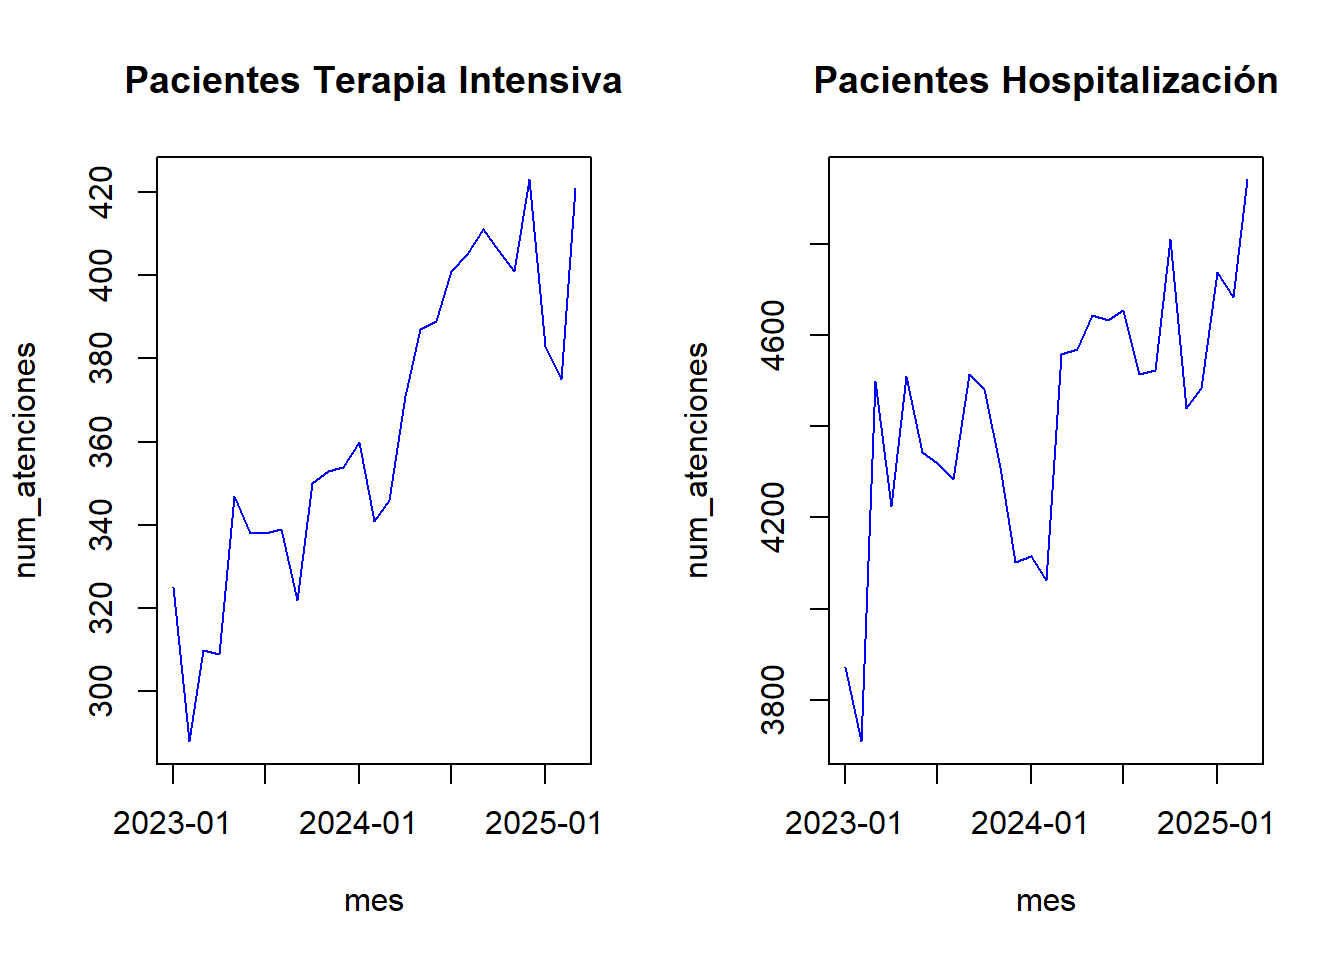 Pacientes Terapia Intensiva
num_atenciones
420
400
380
360
340
320
300
2023-01 2024-01 2025-01
mes
Pacientes Hospitalización
num_atenciones
4600
4200
3800
2023-01 2024-01 2025-01
mes